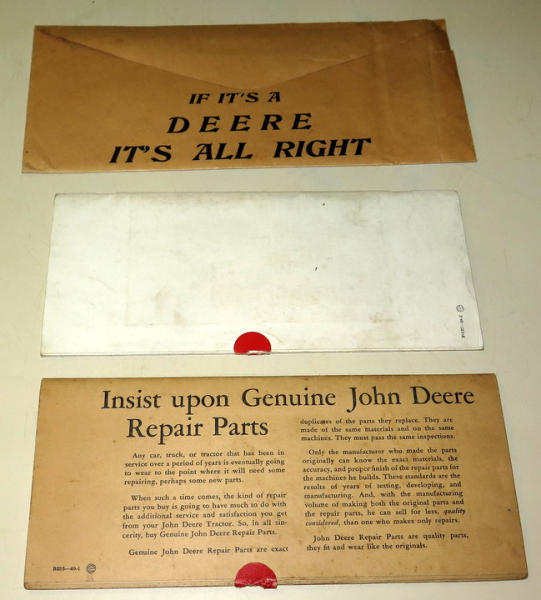 IF IT'S A
DEERE
IT'S ALL RIGHT
Insist upon Genuine John Deere
Repair Parts
Any car, truck, or tractor that has been in
service over a period of years is eventually going
to wear to the point where it will need some
repairing, perhaps some new parts.
When such a time comes, the kind of repair
parts you buy is going to have much to do with
the additional service and satisfaction you get
from your John Deere Tractor. So, in all sin-
cerity, buy Genuine John Deere Repair Parts.
Genuine John Deere Repair Parts are exact
duplicates of the parts they replace. They are
made of the same materials and on the same
machines. They must pass the same inspections.
Only the manufacturer who made the parts
originally can know the exact materials, the
accuracy, and proper finish of the repair parts for
the machines he builds. These standards are the
results of years of testing, developing, and
manufacturing. And, with the manufacturing
volume of making both the original parts and
the repair parts, he can sell for less, quality
considered, than one who makes only repairs.
John Deere Repair Parts are quality parts,
they fit and wear like the originals.